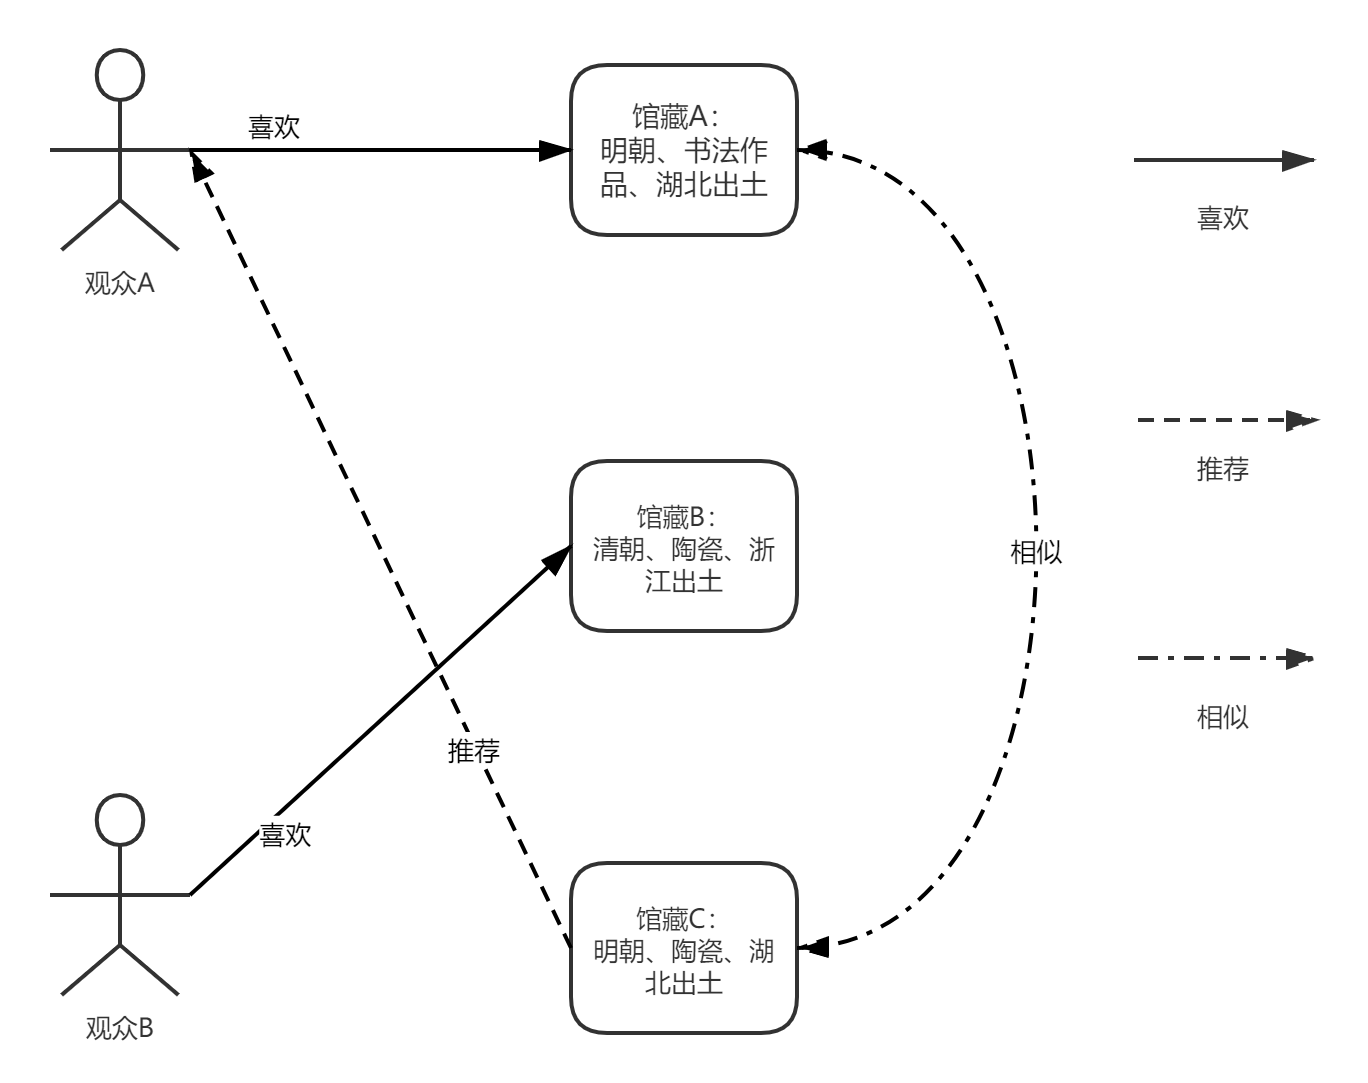 喜欢
馆藏A：
明朝、书法作
品、湖北出土
喜欢
观众A
推荐
馆藏B：
清朝、陶瓷、浙
江出土
相似
推荐
相似
喜欢
馆藏C：
明朝、陶瓷、湖
北出土
观众B